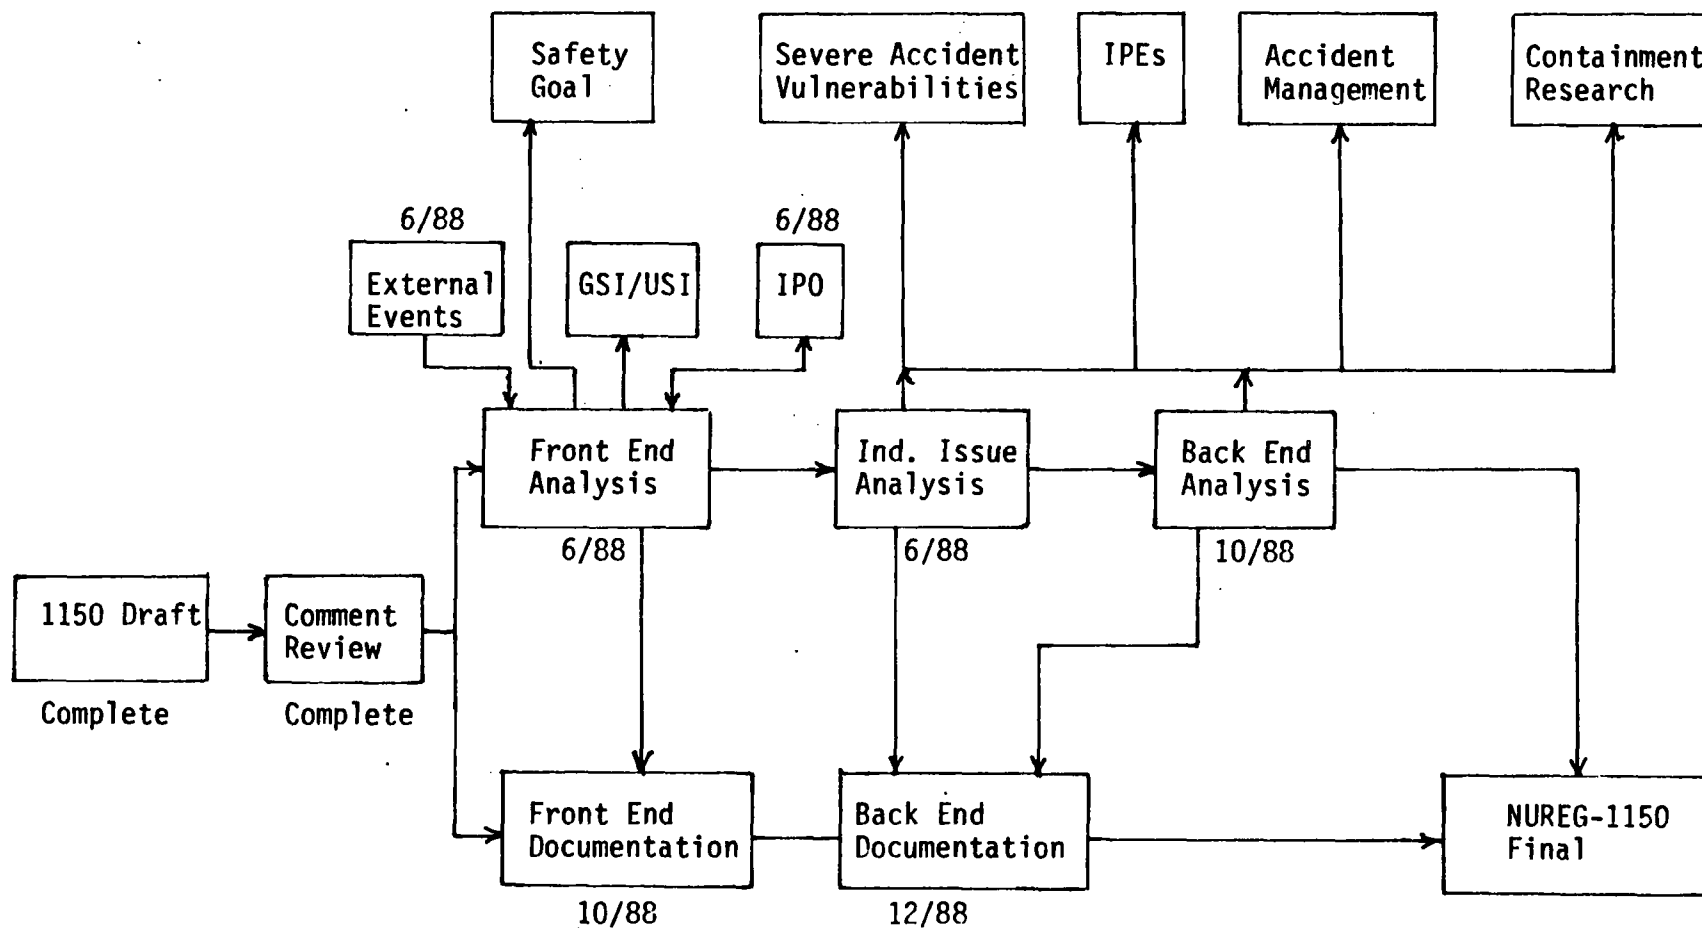 Safety
Goal
Severe Accident
Vulnerabilities
IPEs
Accident
Management
Containment
Research
6/88
External
Events
GSI/USI
6/88
IPO
Front End
Analysis
6/88
Ind. Issue
Analysis
6/88
Back End
Analysis
10/88
1150 Draft
Complete
Comment
Review
Complete
Front End
Documentation
10/88
Back End
Documentation
12/88
NUREG-1150
Final